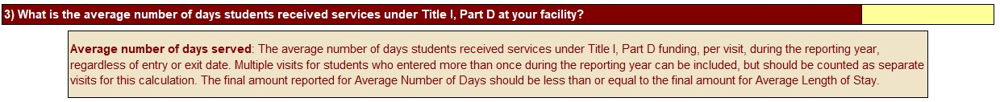 3) What is the average number of days students received services under Title I, Part D at your facility?
Average number of days served: The average number of days students received services under Title I, Part D funding, per visit, during the reporting year,
regardless of entry or exit date. Multiple visits for students who entered more than once during the reporting year can be included, but should be counted as separate
visits for this calculation. The final amount reported for Average Number of Days should be less than or equal to the final amount for Average Length of Stay.